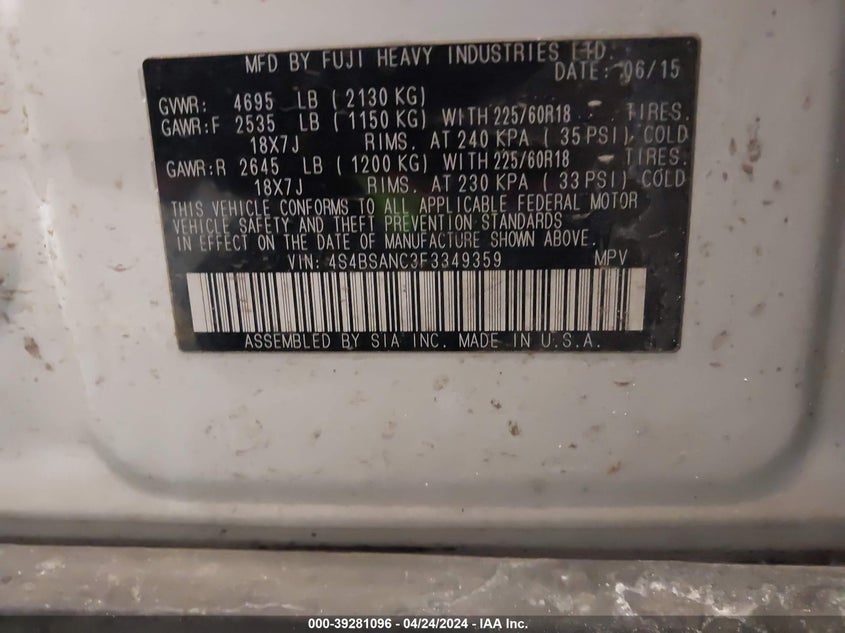 MFD BY FUJI HEAVY INDUSTRIES LTD.
DATE: 06/15
GVWR: 4695 LB ( 2130 KG)
GAWR:F 2535 LB ( 1150 KG) WITH 225/60R18 - TIRES.
18X7J RIMS. AT 240 KPA ( 35 PSI) COLD
GAWR:R 2645 LB ( 1200 KG) WITH 225/60R18 - TIRES.
18X7J RIMS. AT 230 KPA ( 33 PSI) COLD
THIS VEHICLE CONFORMS TO ALL APPLICABLE FEDERAL MOTOR
VEHICLE SAFETY AND THEFT PREVENTION STANDARDS
IN EFFECT ON THE DATE OF MANUFACTURE SHOWN ABOVE.
VIN: 4S4BSANC3F3349359 MPV
ASSEMBLED BY SIA INC. MADE IN U.S.A.
000-39281096 - 04/24/2024 - IAA Inc.